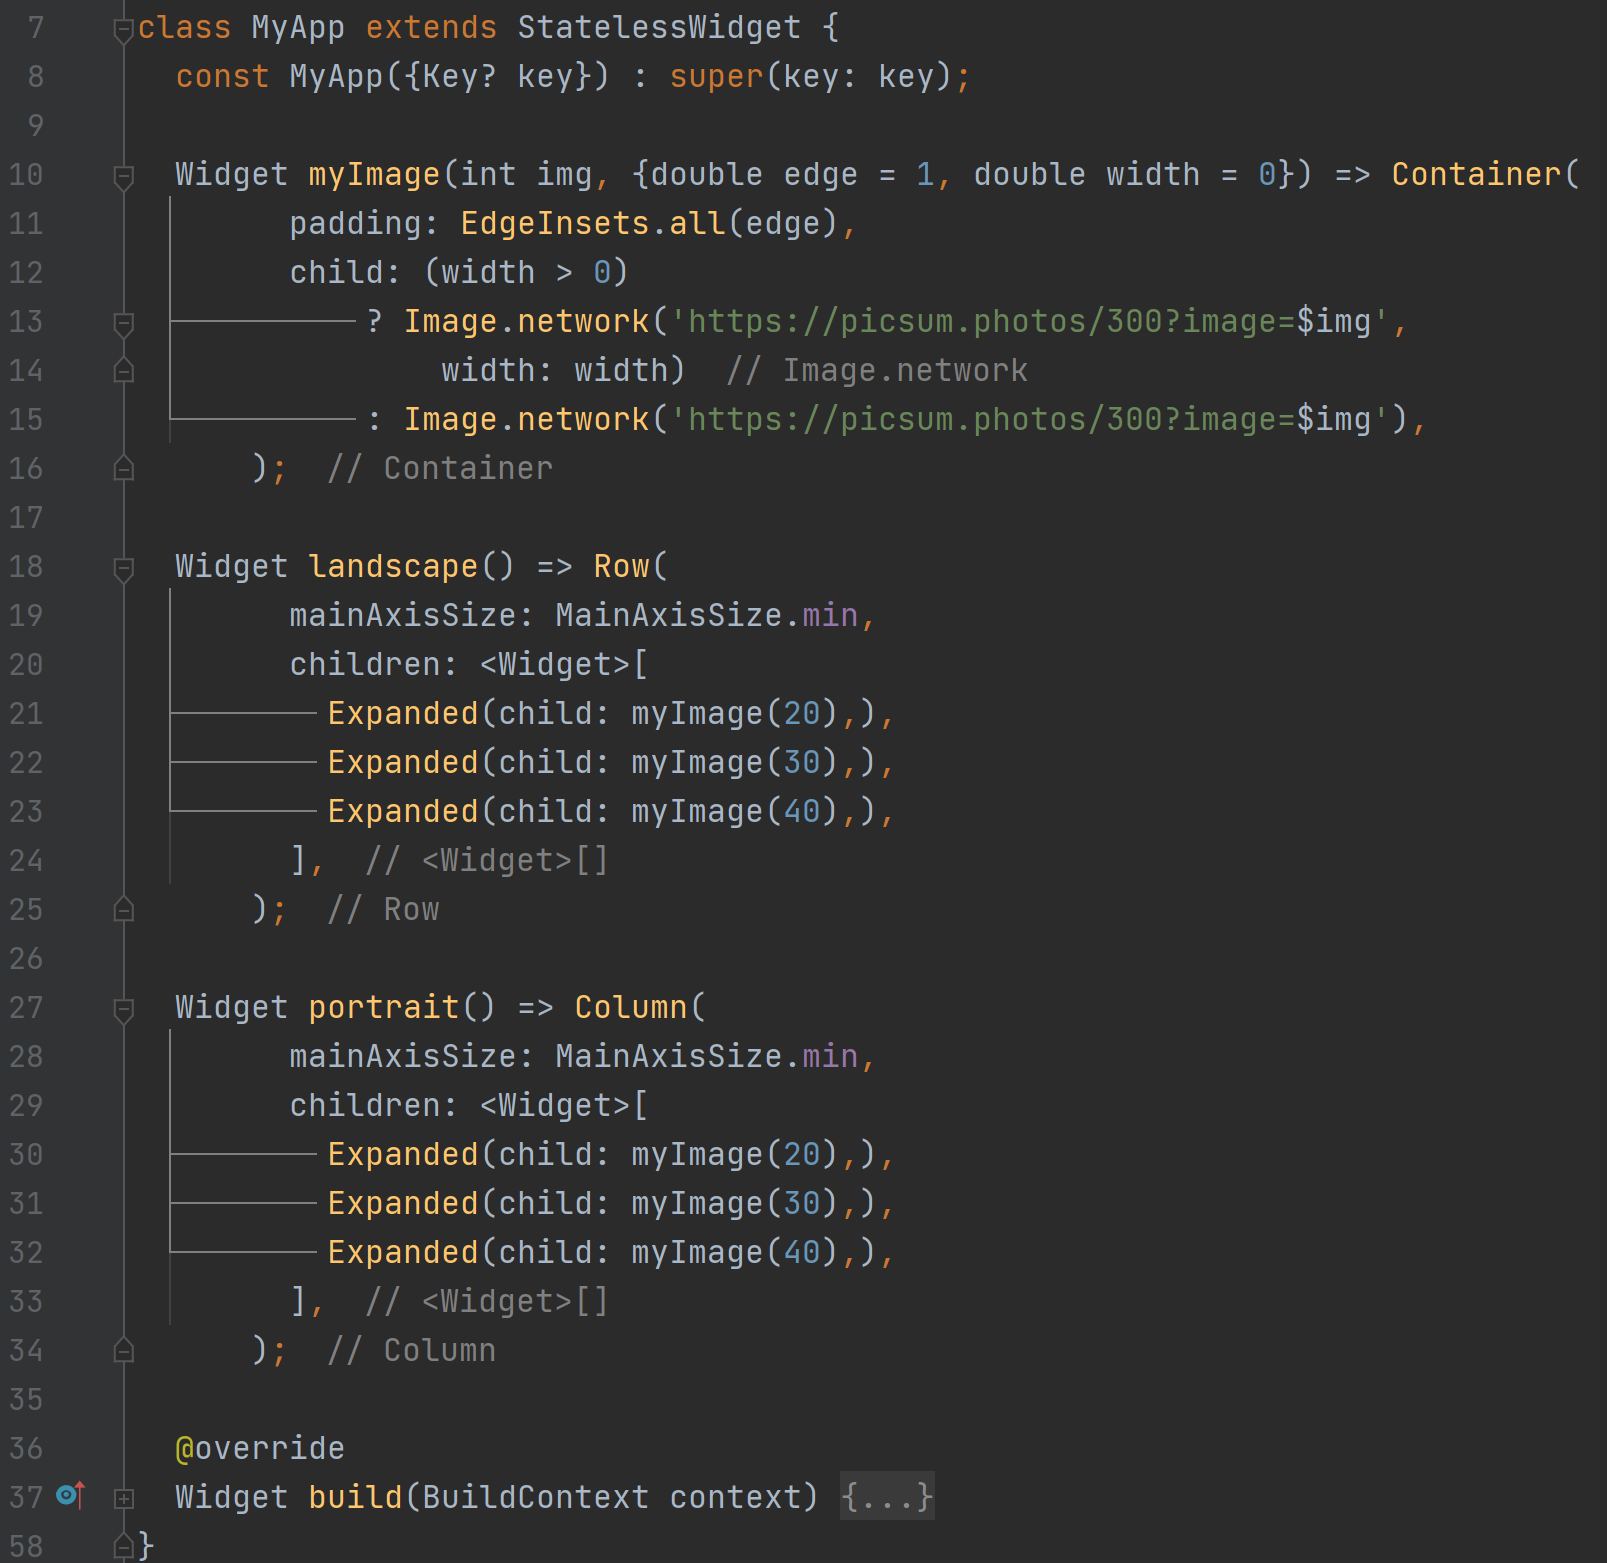 7 class MyApp extends StatelessWidget {
8   const MyApp({Key? key}) : super(key: key);
9
10   Widget myImage(int img, {double edge = 1, double width = 0}) => Container(
11         padding: EdgeInsets.all(edge),
12         child: (width > 0)
13             ? Image.network('https://picsum.photos/300?image=$img',
14                 width: width)  // Image.network
15             : Image.network('https://picsum.photos/300?image=$img'),
16       );  // Container
17
18   Widget landscape() => Row(
19         mainAxisSize: MainAxisSize.min,
20         children: <Widget>[
21           Expanded(child: myImage(20),),
22           Expanded(child: myImage(30),),
23           Expanded(child: myImage(40),),
24         ],  // <Widget>[]
25       );  // Row
26
27   Widget portrait() => Column(
28         mainAxisSize: MainAxisSize.min,
29         children: <Widget>[
30           Expanded(child: myImage(20),),
31           Expanded(child: myImage(30),),
32           Expanded(child: myImage(40),),
33         ],  // <Widget>[]
34       );  // Column
35
36   @override
37   Widget build(BuildContext context) {...}
58 }